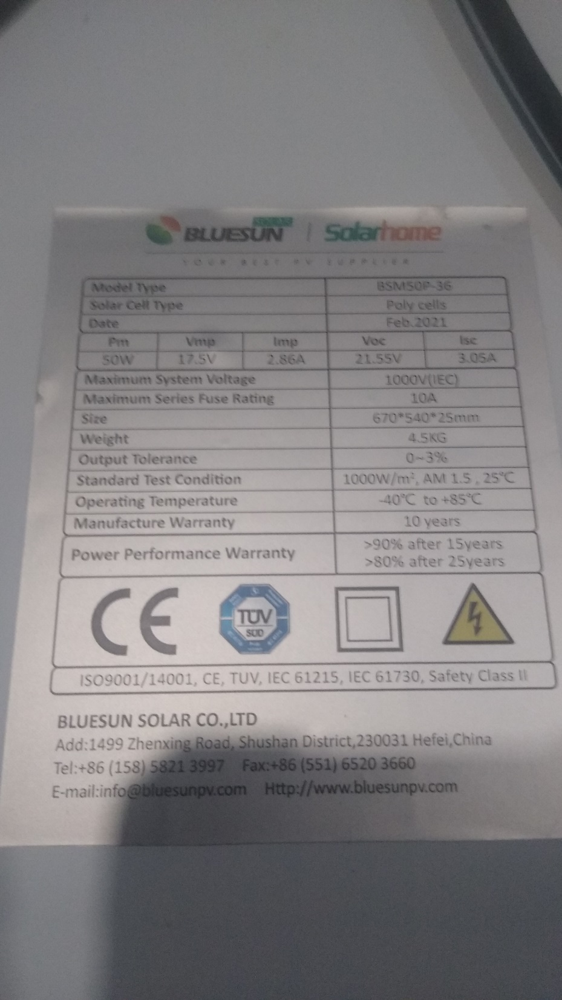 BLUESUN | Solarhome
YOUR BEST PV SUPPLIER
Model Type BSM50P-36
Solar Cell Type Poly cells
Date Feb.2021
Pm Vmp Imp Voc Isc
50W 17.5V 2.86A 21.55V 3.05A
Maximum System Voltage 1000V(IEC)
Maximum Series Fuse Rating 10A
Size 670*540*25mm
Weight 4.5KG
Output Tolerance 0~3%
Standard Test Condition 1000W/m², AM 1.5 , 25℃
Operating Temperature -40℃ to +85℃
Manufacture Warranty 10 years
Power Performance Warranty >90% after 15years
>80% after 25years
CE TÜV
SÜD
ISO9001/14001, CE, TUV, IEC 61215, IEC 61730, Safety Class II
BLUESUN SOLAR CO.,LTD
Add:1499 Zhenxing Road, Shushan District,230031 Hefei,China
Tel:+86 (158) 5821 3997 Fax:+86 (551) 6520 3660
E-mail:info@bluesunpv.com Http://www.bluesunpv.com